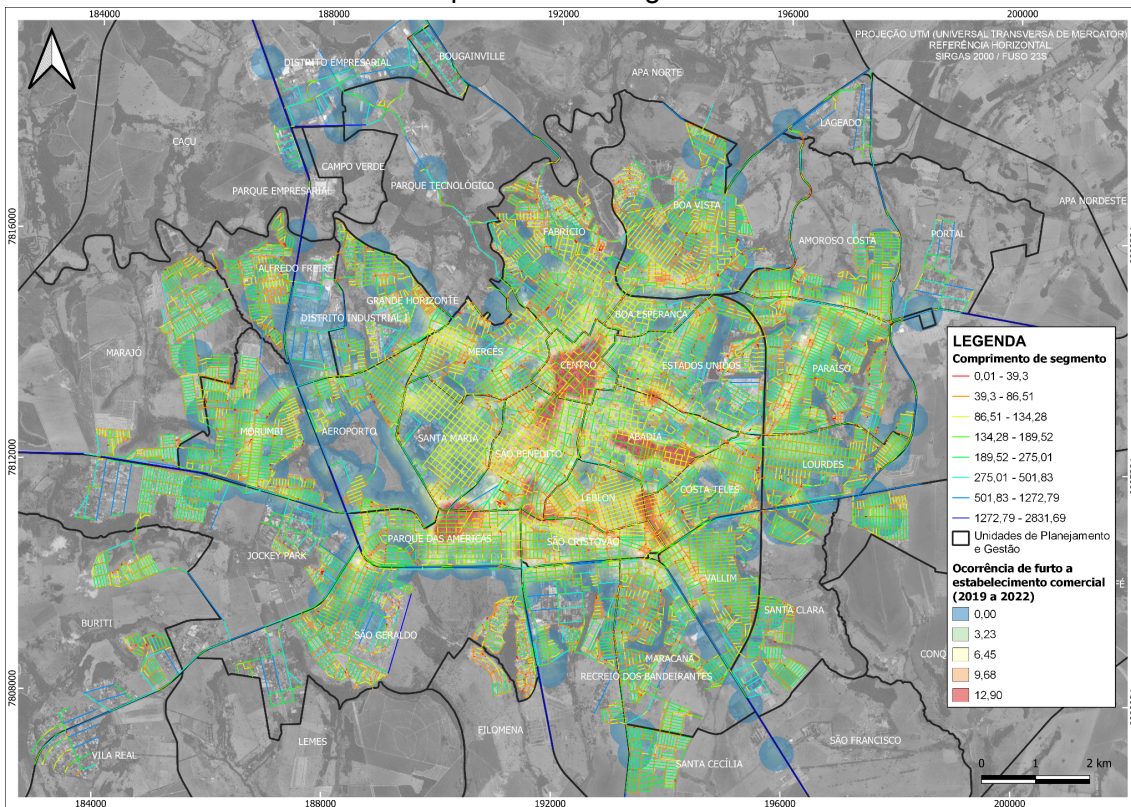 184000
188000
192000
196000
200000
PROJEÇÃO UTM (UNIVERSAL TRANSVERSA DE MERCATOR)
REFERÊNCIA HORIZONTAL
SIRGAS 2000 / FUSO 23S
BOUGAINVILLE
DISTRITO EMPRESARIAL
APA NORTE
LAGEADO
CAÇU
CAMPO VERDE
PARQUE TECNOLÓGICO
PARQUE EMPRESARIAL
APA NORDESTE
BOA VISTA
7816000
FABRÍCIO
PORTAL
AMOROSO COSTA
ALFREDO FREIRE
GRANDE HORIZONTE
DISTRITO INDUSTRIAL I
BOA ESPERANÇA
MARAJÓ
MERCÊS
CENTRO
ESTADOS UNIDOS
PARAÍSO
MORUMBI
AEROPORTO
SANTA MARIA
ABADIA
7812000
SÃO BENEDITO
LOURDES
LEBLON
COSTA TELES
PARQUE DAS AMÉRICAS
SÃO CRISTOVÃO
JOCKEY PARK
VALLIM
SANTA CLARA
BURITI
SÃO GERALDO
CONQ
MARACANÃ
RECREIO DOS BANDEIRANTES
7808000
FILOMENA
LEMES
SÃO FRANCISCO
VILA REAL
SANTA CECÍLIA
LEGENDA
Comprimento de segmento
0,01 - 39,3
39,3 - 86,51
86,51 - 134,28
134,28 - 189,52
189,52 - 275,01
275,01 - 501,83
501,83 - 1272,79
1272,79 - 2831,69
Unidades de Planejamento
e Gestão
Ocorrência de furto a
estabelecimento comercial
(2019 a 2022)
0,00
3,23
6,45
9,68
12,90
0 1 2 km
184000
188000
192000
196000
200000